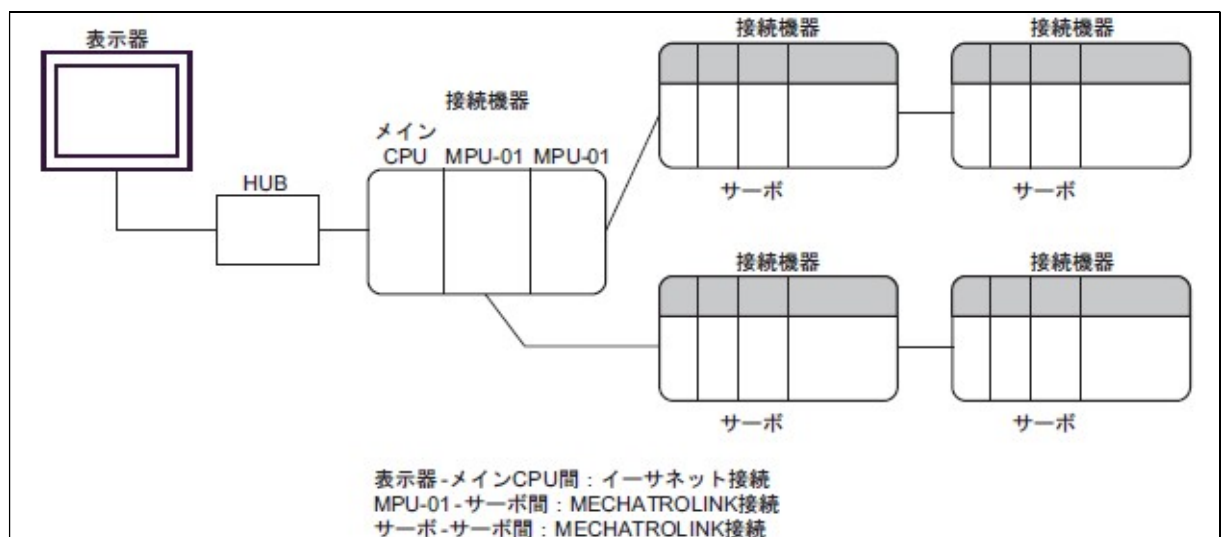 表示器
接続機器
接続機器
接続機器
メイン
CPU MPU-01 MPU-01
HUB
サーボ
サーボ
接続機器
接続機器
サーボ
サーボ
表示器-メインCPU間：イーサネット接続
MPU-01-サーボ間：MECHATROLINK接続
サーボ-サーボ間：MECHATROLINK接続